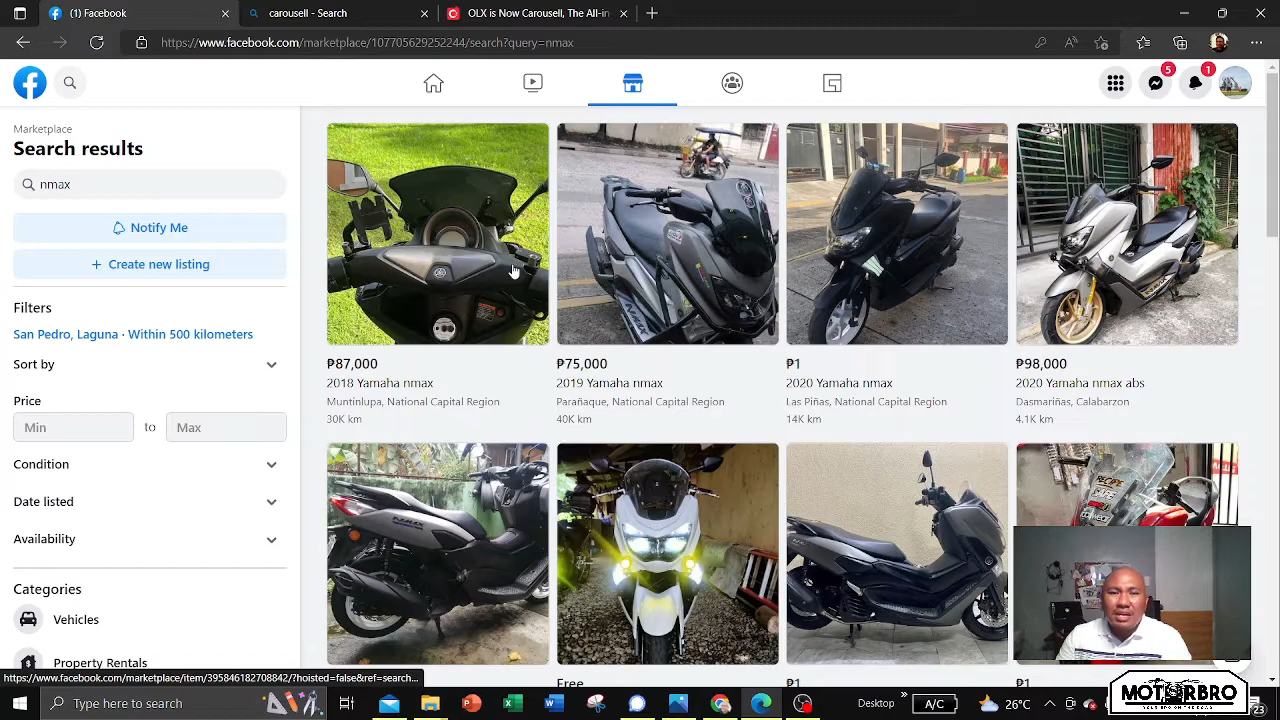 (1) Facebook
carousell - Search
OLX is now Carousell, The All-in
https://www.facebook.com/marketplace/107705629252244/search?query=nmax
5
1
Marketplace
Search results
nmax
Notify Me
+ Create new listing
Filters
San Pedro, Laguna · Within 500 kilometers
Sort by
Price
Min
to
Max
Condition
Date listed
Availability
Categories
Vehicles
Property Rentals
₱87,000
2018 Yamaha nmax
Muntinlupa, National Capital Region
30K km
₱75,000
2019 Yamaha nmax
Parañaque, National Capital Region
40K km
₱1
2020 Yamaha nmax
Las Piñas, National Capital Region
14K km
₱98,000
2020 Yamaha nmax abs
Dasmariñas, Calabarzon
4.1K km
Free
₱1
₱1
https://www.facebook.com/marketplace/item/395846182708842/?hoisted=false&ref=search...
Type here to search
Desktop
A/C
26°C
MOTORBRO
23